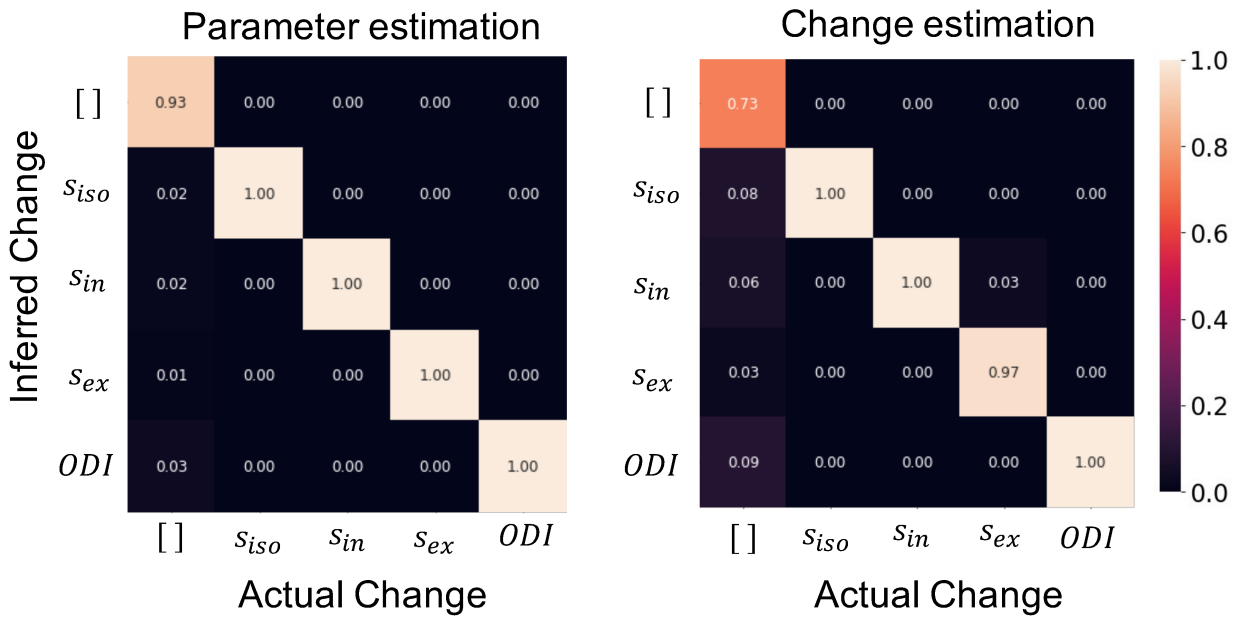 Parameter estimation
Change estimation
Inferred Change
[ ]
s_iso
s_in
s_ex
ODI
0.93 0.00 0.00 0.00 0.00
0.02 1.00 0.00 0.00 0.00
0.02 0.00 1.00 0.00 0.00
0.01 0.00 0.00 1.00 0.00
0.03 0.00 0.00 0.00 1.00
[ ] s_iso s_in s_ex ODI
Actual Change
[ ]
s_iso
s_in
s_ex
ODI
0.73 0.00 0.00 0.00 0.00
0.08 1.00 0.00 0.00 0.00
0.06 0.00 1.00 0.03 0.00
0.03 0.00 0.00 0.97 0.00
0.09 0.00 0.00 0.00 1.00
[ ] s_iso s_in s_ex ODI
Actual Change
1.0
0.8
0.6
0.4
0.2
0.0